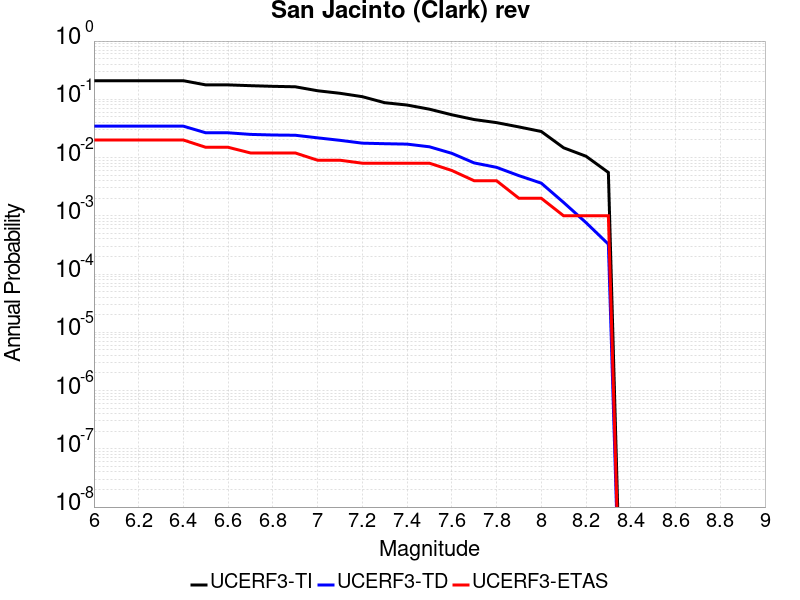 San Jacinto (Clark) rev
10^0
10^-1
10^-2
10^-3
10^-4
10^-5
10^-6
10^-7
10^-8
Annual Probability
6 6.2 6.4 6.6 6.8 7 7.2 7.4 7.6 7.8 8 8.2 8.4 8.6 8.8 9
Magnitude
UCERF3-TI UCERF3-TD UCERF3-ETAS